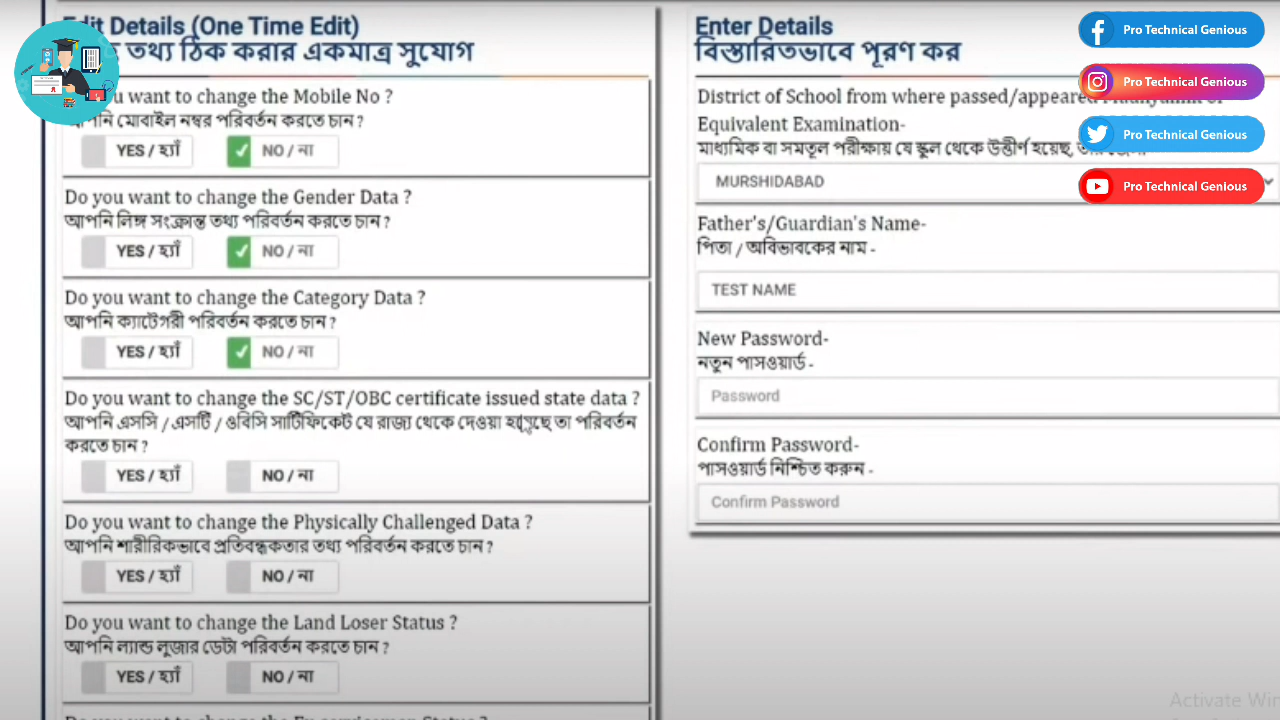 Edit Details (One Time Edit)
তথ্য ঠিক করার একমাত্র সুযোগ
u want to change the Mobile No ?
আপনি মোবাইল নম্বর পরিবর্তন করতে চান?
YES / হ্যাঁ NO / না
Do you want to change the Gender Data ?
আপনি লিঙ্গ সংক্রান্ত তথ্য পরিবর্তন করতে চান?
YES / হ্যাঁ NO / না
Do you want to change the Category Data ?
আপনি ক্যাটেগরী পরিবর্তন করতে চান?
YES / হ্যাঁ NO / না
Do you want to change the SC/ST/OBC certificate issued state data ?
আপনি এসসি / এসটি / ওবিসি সার্টিফিকেট যে রাজ্য থেকে দেওয়া হয়েছে তা পরিবর্তন
করতে চান ?
YES / হ্যাঁ NO / না
Do you want to change the Physically Challenged Data ?
আপনি শারীরিকভাবে প্রতিবন্ধকতার তথ্য পরিবর্তন করতে চান?
YES / হ্যাঁ NO / না
Do you want to change the Land Loser Status ?
আপনি ল্যান্ড লুজার ডেটা পরিবর্তন করতে চান?
YES / হ্যাঁ NO / না
Enter Details
বিস্তারিতভাবে পূরণ কর
District of School from where passed/appeared
Equivalent Examination-
মাধ্যমিক বা সমতূল পরীক্ষায় যে স্কুল থেকে উত্তীর্ণ হয়েছ,
MURSHIDABAD
Father's/Guardian's Name-
পিতা / অবিভাবকের নাম -
TEST NAME
New Password-
নতুন পাসওয়ার্ড -
Password
Confirm Password-
পাসওয়ার্ড নিশ্চিত করুন -
Confirm Password
Pro Technical Genious
Pro Technical Genious
Pro Technical Genious
Pro Technical Genious
Activate Win